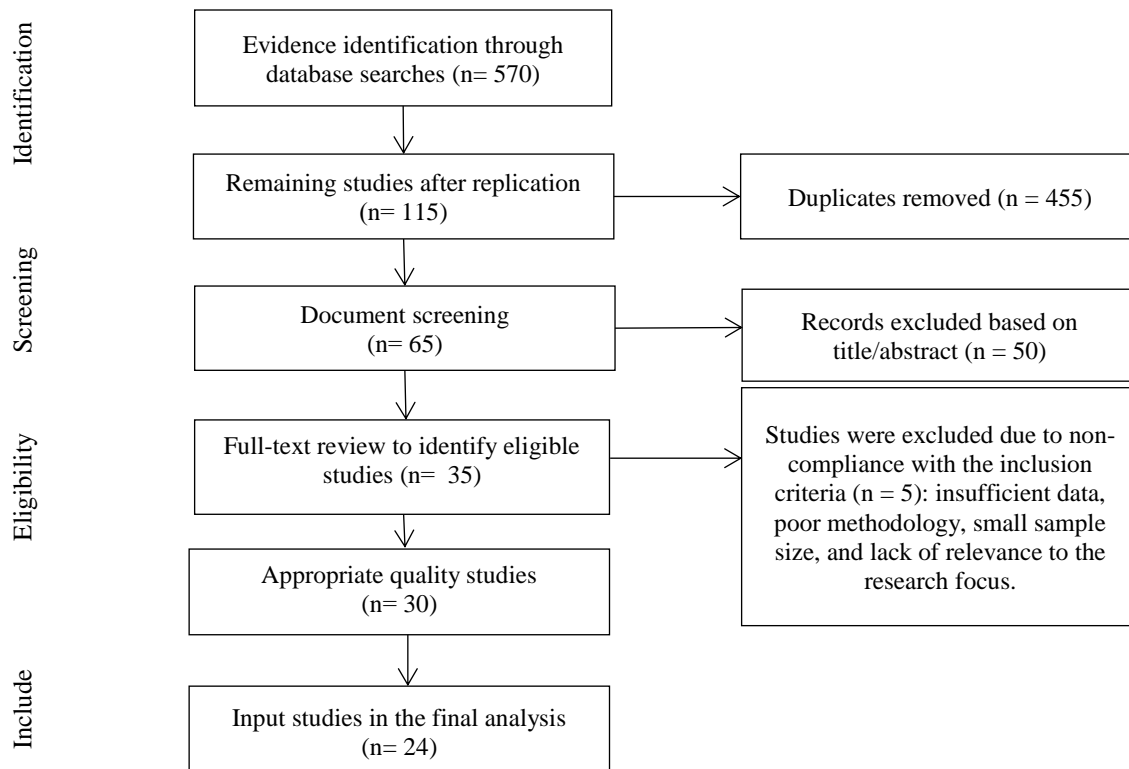 Identification
Evidence identification through
database searches (n= 570)
Remaining studies after replication
(n= 115)
Duplicates removed (n = 455)
Screening
Document screening
(n= 65)
Records excluded based on
title/abstract (n = 50)
Eligibility
Full-text review to identify eligible
studies (n=  35)
Studies were excluded due to non-
compliance with the inclusion
criteria (n = 5): insufficient data,
poor methodology, small sample
size, and lack of relevance to the
research focus.
Appropriate quality studies
(n= 30)
Include
Input studies in the final analysis
(n= 24)